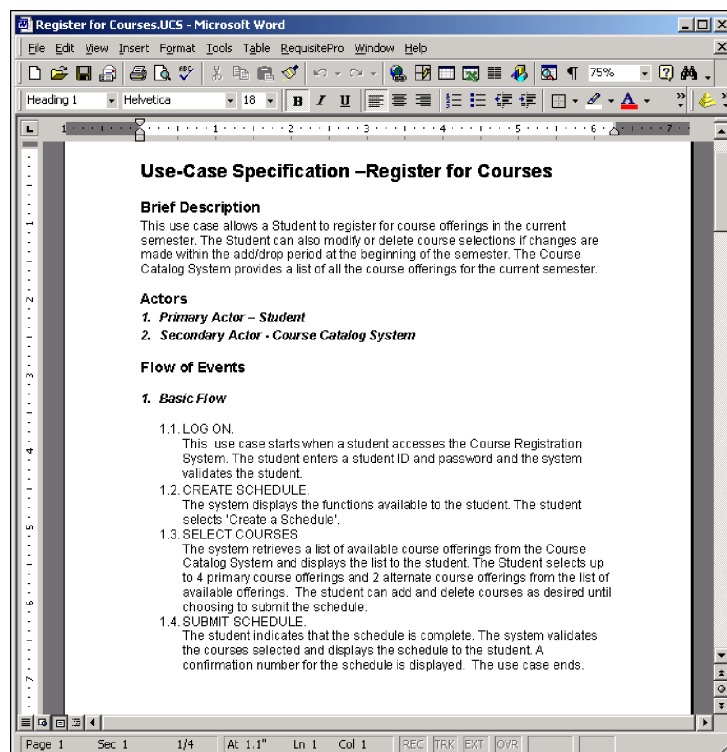 Register for Courses.UCS - Microsoft Word
File Edit View Insert Format Tools Table RequisitePro Window Help
75%
Heading 1 Helvetica 18 B I U A
1 1 2 3 4 5 6 7
Use-Case Specification –Register for Courses
Brief Description
This use case allows a Student to register for course offerings in the current
semester. The Student can also modify or delete course selections if changes are
made within the add/drop period at the beginning of the semester. The Course
Catalog System provides a list of all the course offerings for the current semester.
Actors
1. Primary Actor – Student
2. Secondary Actor - Course Catalog System
Flow of Events
1. Basic Flow
1.1. LOG ON.
This use case starts when a student accesses the Course Registration
System. The student enters a student ID and password and the system
validates the student.
1.2. CREATE SCHEDULE.
The system displays the functions available to the student. The student
selects 'Create a Schedule'.
1.3. SELECT COURSES
The system retrieves a list of available course offerings from the Course
Catalog System and displays the list to the student. The Student selects up
to 4 primary course offerings and 2 alternate course offerings from the list of
available offerings. The student can add and delete courses as desired until
choosing to submit the schedule.
1.4. SUBMIT SCHEDULE.
The student indicates that the schedule is complete. The system validates
the courses selected and displays the schedule to the student. A
confirmation number for the schedule is displayed. The use case ends.
Page 1 Sec 1 1/4 At 1.1" Ln 1 Col 1 REC TRK EXT OVR